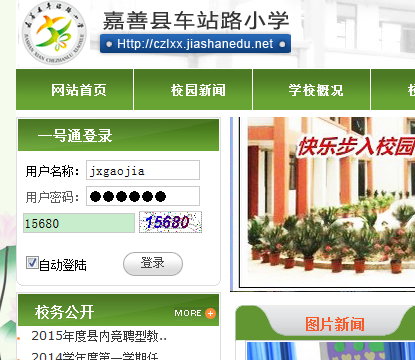 嘉善县车站路小学
Http://czlxx.jiashanedu.net
网站首页 校园新闻 学校概况
一号通登录
快乐步入校园
用户名称: jxgaojia
用户密码: ●●●●●●
15680 15680
自动登陆 登录
校务公开 MORE
图片新闻
2015年度县内竞聘型教..
2014学年度第一学期任